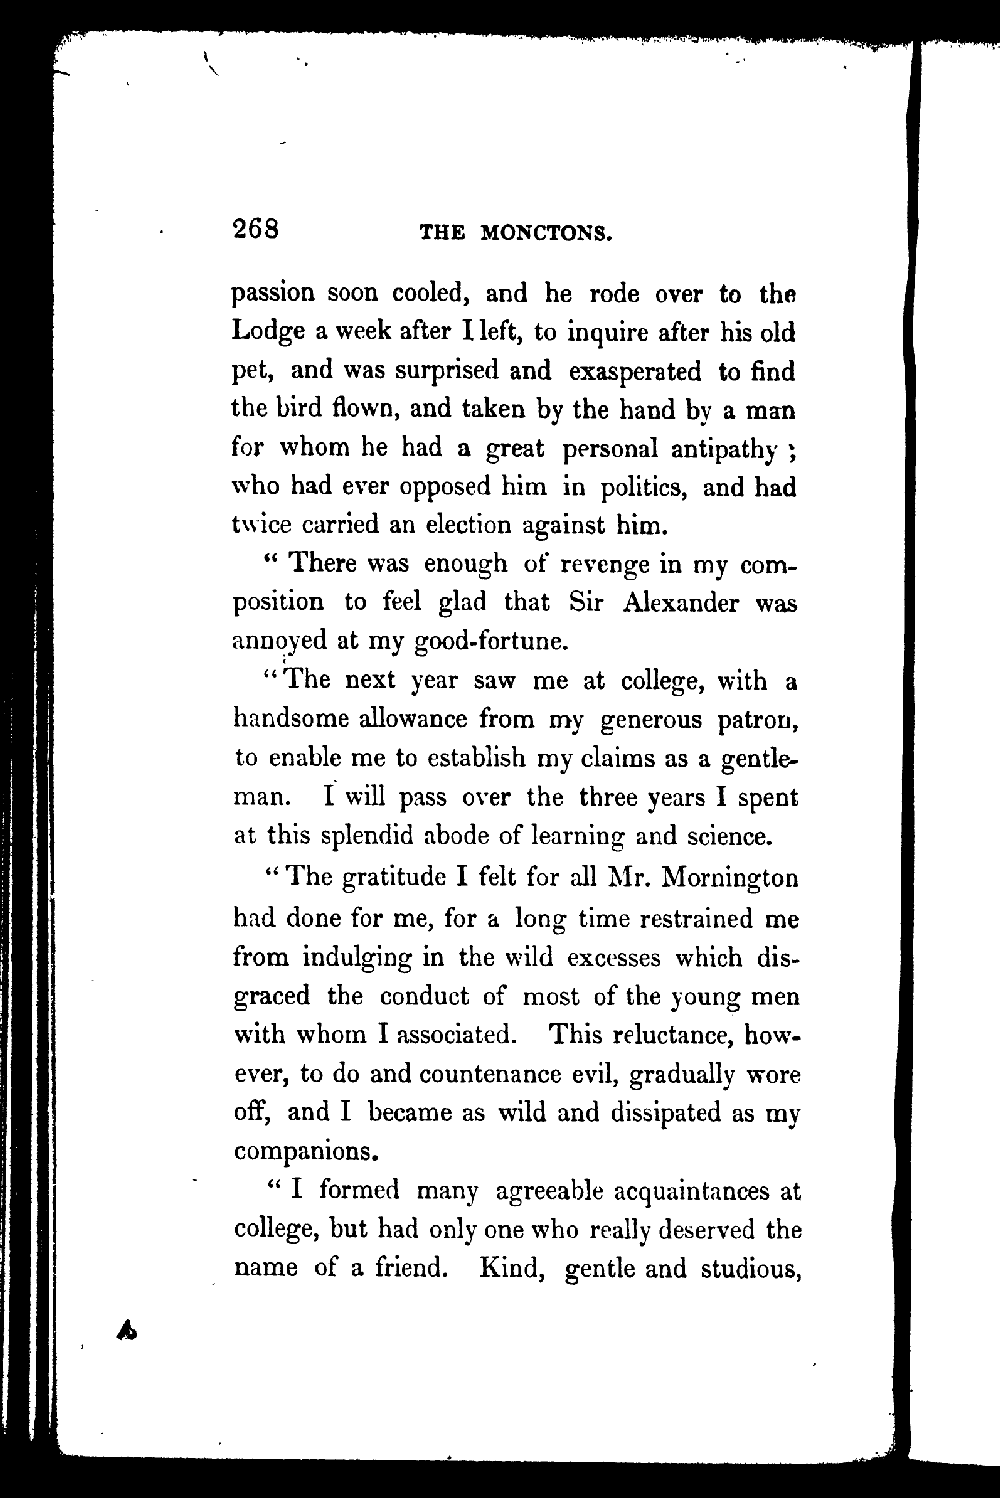 268 THE MONCTONS.
passion soon cooled, and he rode over to the
Lodge a week after I left, to inquire after his old
pet, and was surprised and exasperated to find
the bird flown, and taken by the hand by a man
for whom he had a great personal antipathy ;
who had ever opposed him in politics, and had
twice carried an election against him.
“ There was enough of revenge in my com-
position to feel glad that Sir Alexander was
annoyed at my good-fortune.
“ The next year saw me at college, with a
handsome allowance from my generous patron,
to enable me to establish my claims as a gentle-
man. I will pass over the three years I spent
at this splendid abode of learning and science.
“ The gratitude I felt for all Mr. Mornington
had done for me, for a long time restrained me
from indulging in the wild excesses which dis-
graced the conduct of most of the young men
with whom I associated. This reluctance, how-
ever, to do and countenance evil, gradually wore
off, and I became as wild and dissipated as my
companions.
“ I formed many agreeable acquaintances at
college, but had only one who really deserved the
name of a friend. Kind, gentle and studious,